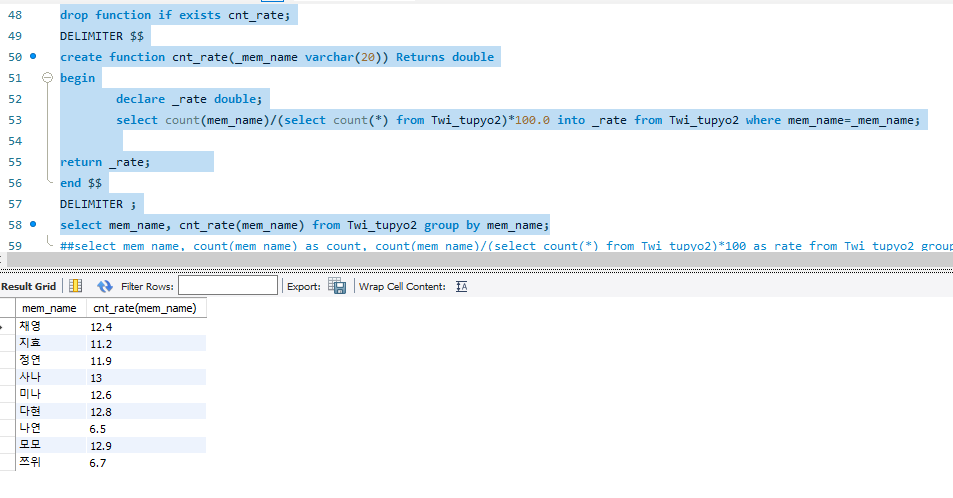 48 drop function if exists cnt_rate;
49 DELIMITER $$
50 create function cnt_rate(_mem_name varchar(20)) Returns double
51 begin
52 declare _rate double;
53 select count(mem_name)/(select count(*) from Twi_tupyo2)*100.0 into _rate from Twi_tupyo2 where mem_name=_mem_name;
54
55 return _rate;
56 end $$
57 DELIMITER ;
58 select mem_name, cnt_rate(mem_name) from Twi_tupyo2 group by mem_name;
59 ##select mem_name, count(mem_name) as count, count(mem_name)/(select count(*) from Twi_tupyo2)*100 as rate from Twi_tupyo2 group
Result Grid Filter Rows: Export: Wrap Cell Content:
mem_name cnt_rate(mem_name)
채영 12.4
지효 11.2
정연 11.9
사나 13
미나 12.6
다현 12.8
나연 6.5
모모 12.9
쯔위 6.7